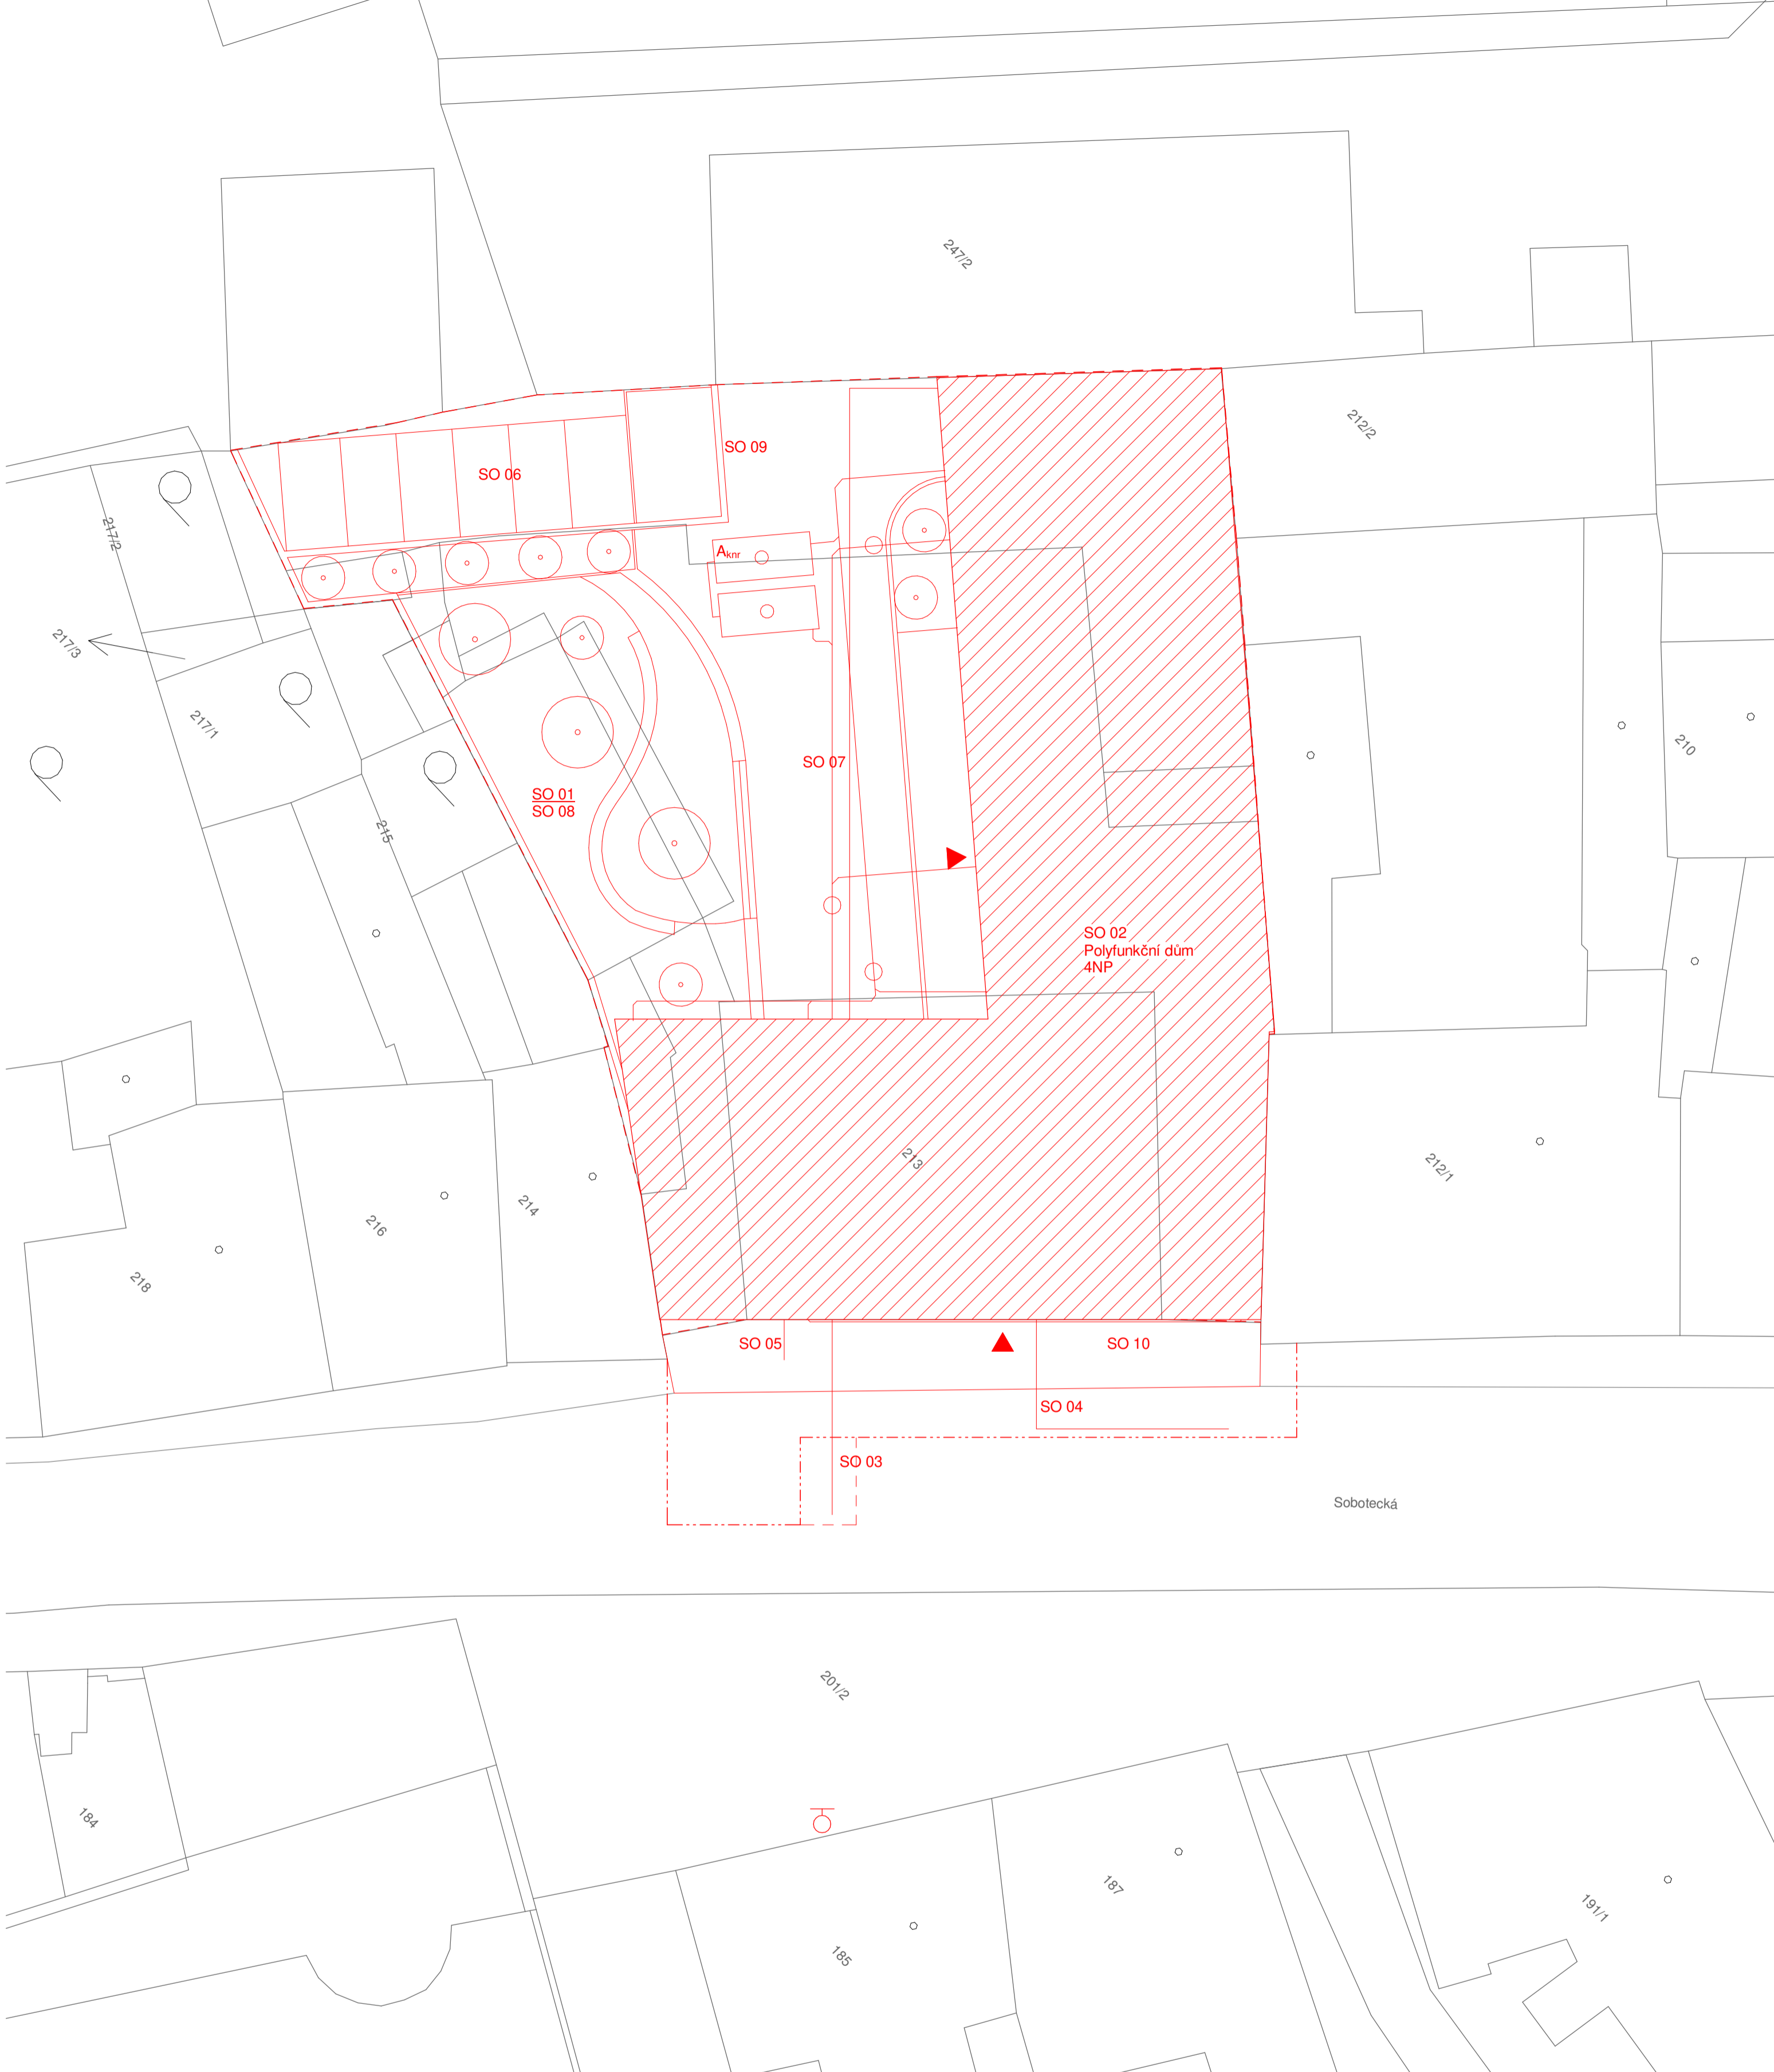 247/2
212/2
SO 09
SO 06
217/2
Aknr
217/3
217/1
210
SO 07
SO 01
SO 08
215
SO 02
Polyfunkční dům
4NP
213
212/1
214
216
218
SO 05
SO 10
SO 04
SO 03
Sobotecká
201/2
184
187
191/1
185